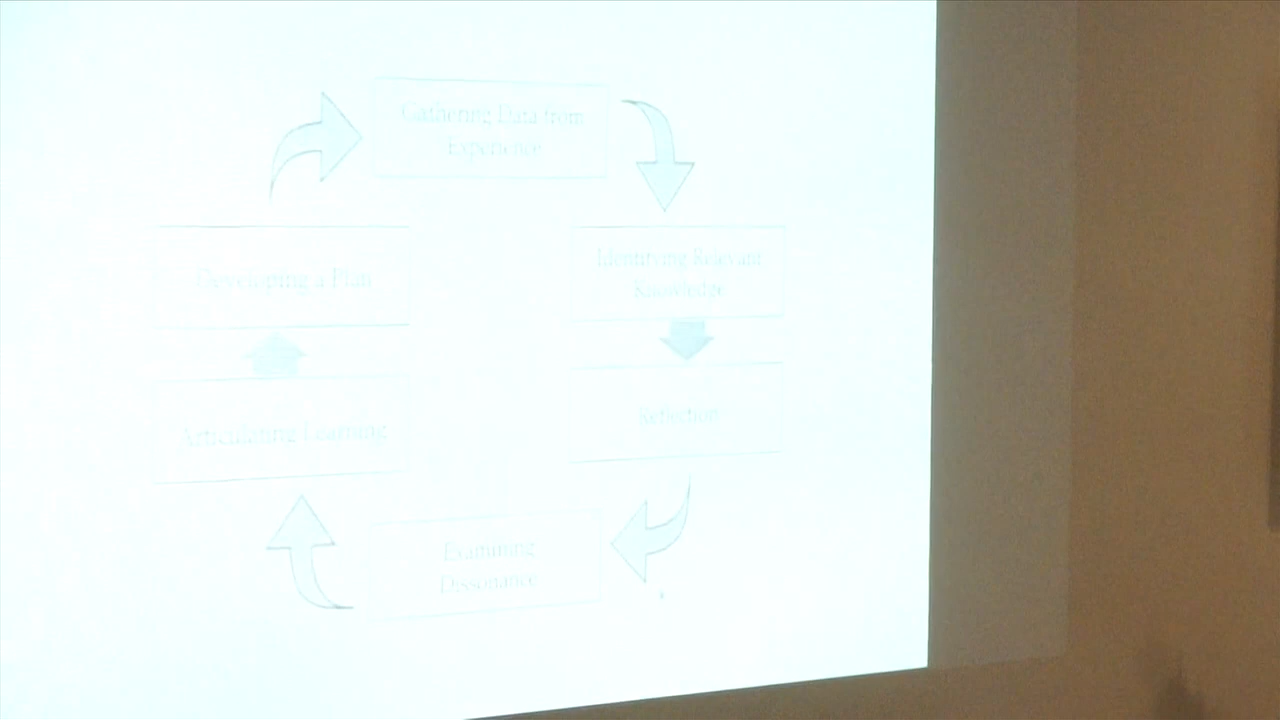 Gathering Data from
Experience
Identifying Relevant
Knowledge
Reflection
Examining
Dissonance
Articulating Learning
Developing a Plan